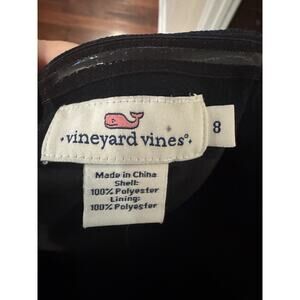 ·vineyard vines®·
8
Made in China
Shell:
100% Polyester
Lining:
100% Polyester